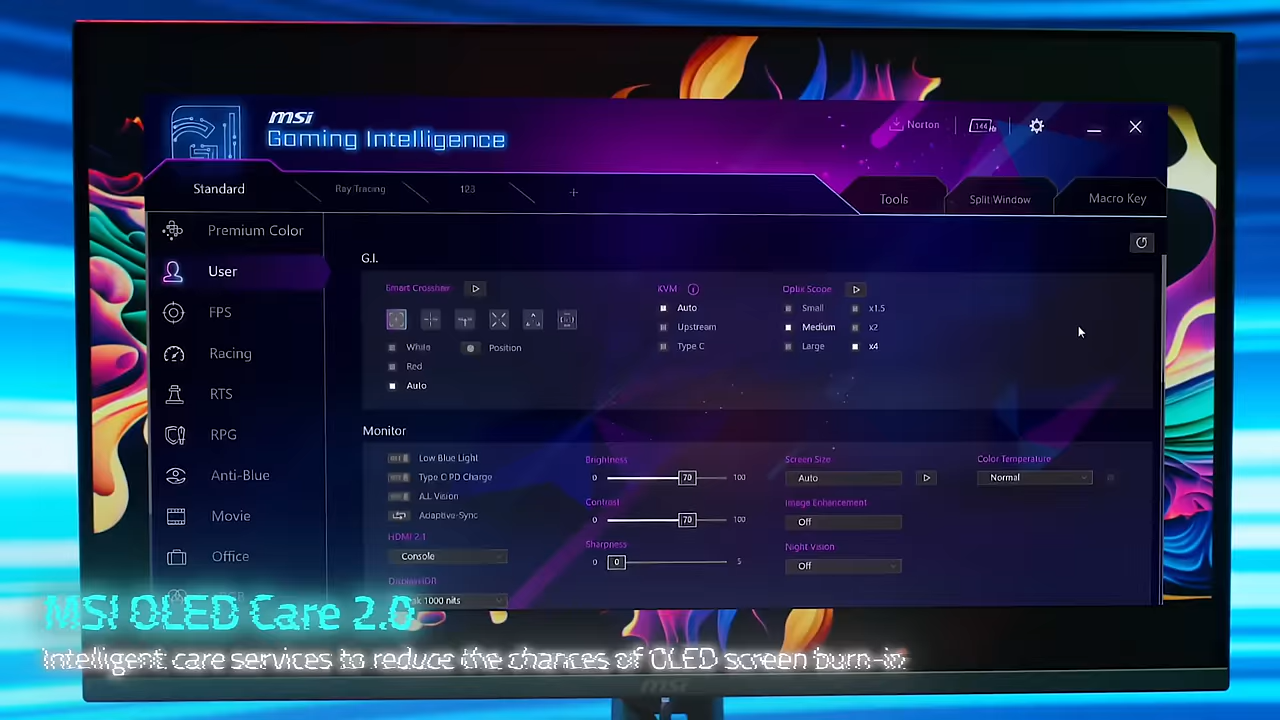 msi
Gaming Intelligence
Norton
144Hz
Standard
Ray Tracing
123
+
Tools
Split Window
Macro Key
Premium Color
User
FPS
Racing
RTS
RPG
Anti-Blue
Movie
Office
G.I.
Smart Crosshair
White
Red
Auto
Position
KVM
Auto
Upstream
Type C
Optix Scope
Small
Medium
Large
x1.5
x2
x4
Monitor
Low Blue Light
Type C PD Charge
A.I. Vision
Adaptive-Sync
HDMI 2.1
Console
DisplayHDR
1000 nits
Brightness
0 70 100
Contrast
0 70 100
Sharpness
0 0 5
Screen Size
Auto
Image Enhancement
Off
Night Vision
Off
Color Temperature
Normal
MSI OLED Care 2.0
Intelligent care services to reduce the chances of OLED screen burn-in
msi